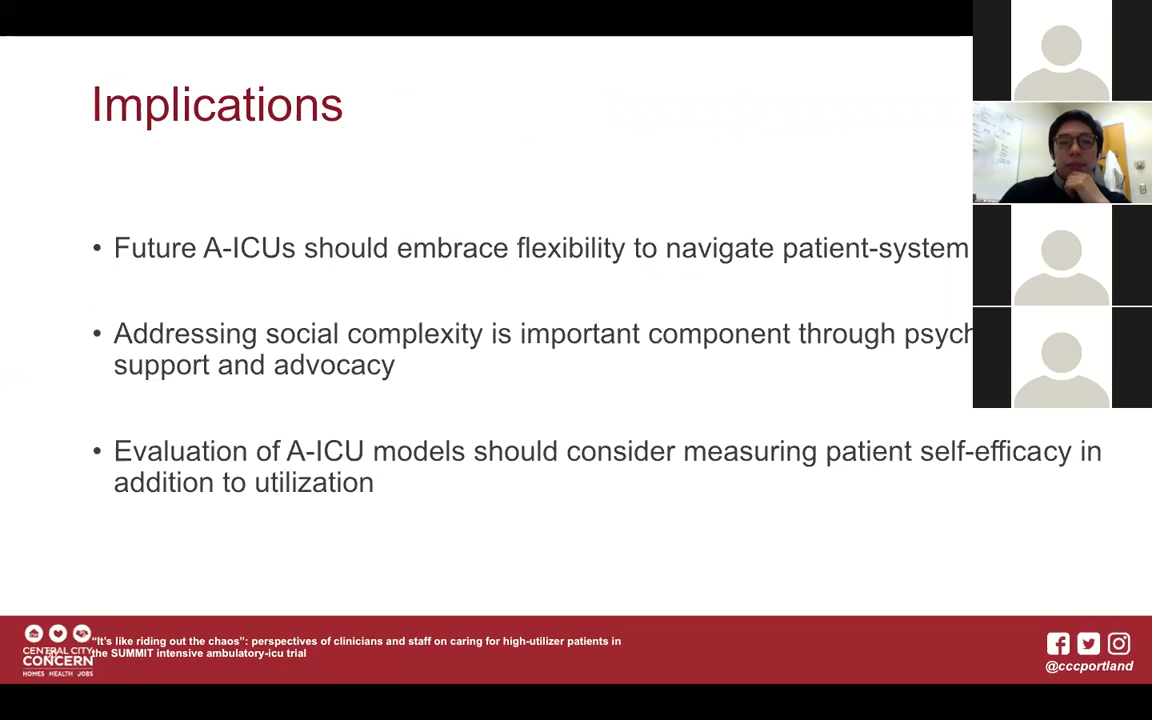 Implications
• Future A-ICUs should embrace flexibility to navigate patient-system
• Addressing social complexity is important component through psych
support and advocacy
• Evaluation of A-ICU models should consider measuring patient self-efficacy in
addition to utilization
CENTRAL CITY
CONCERN
HOMES HEALTH JOBS
“It’s like riding out the chaos”: perspectives of clinicians and staff on caring for high-utilizer patients in
the SUMMIT intensive ambulatory-icu trial
@cccportland